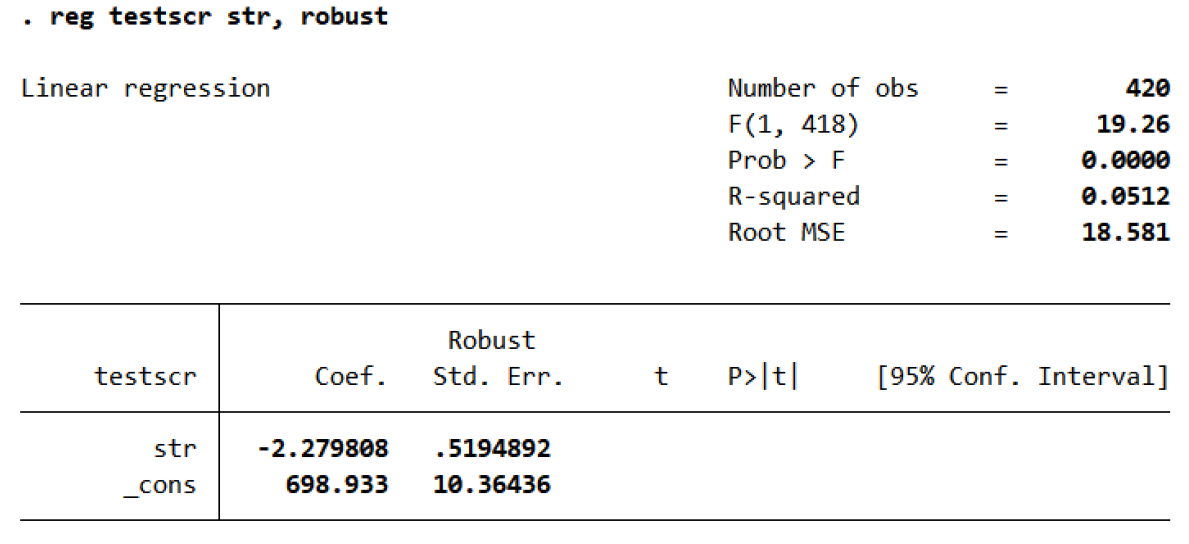 . reg testscr str, robust
Linear regression Number of obs = 420
F(1, 418) = 19.26
Prob > F = 0.0000
R-squared = 0.0512
Root MSE = 18.581
Robust
testscr Coef. Std. Err. t P>|t| [95% Conf. Interval]
str -2.279808 .5194892
_cons 698.933 10.36436